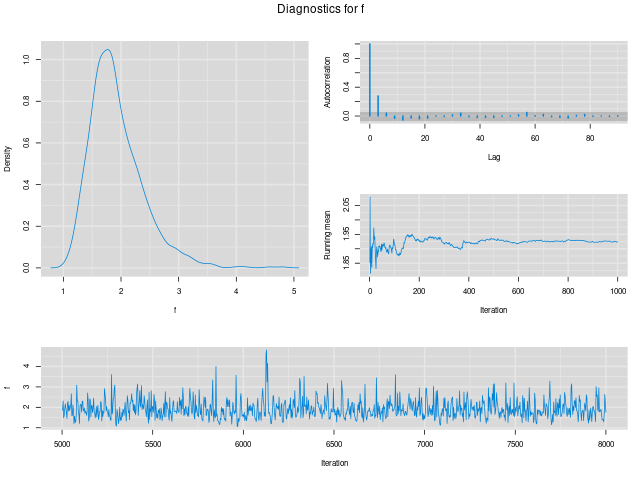 Diagnostics for f
Density
0.0 0.2 0.4 0.6 0.8 1.0
1 2 3 4 5
f
Autocorrelation
0.0 0.4 0.8
0 20 40 60 80
Lag
Running mean
1.85 1.95 2.05
0 200 400 600 800 1000
Iteration
f
1 2 3 4
5000 5500 6000 6500 7000 7500 8000
Iteration